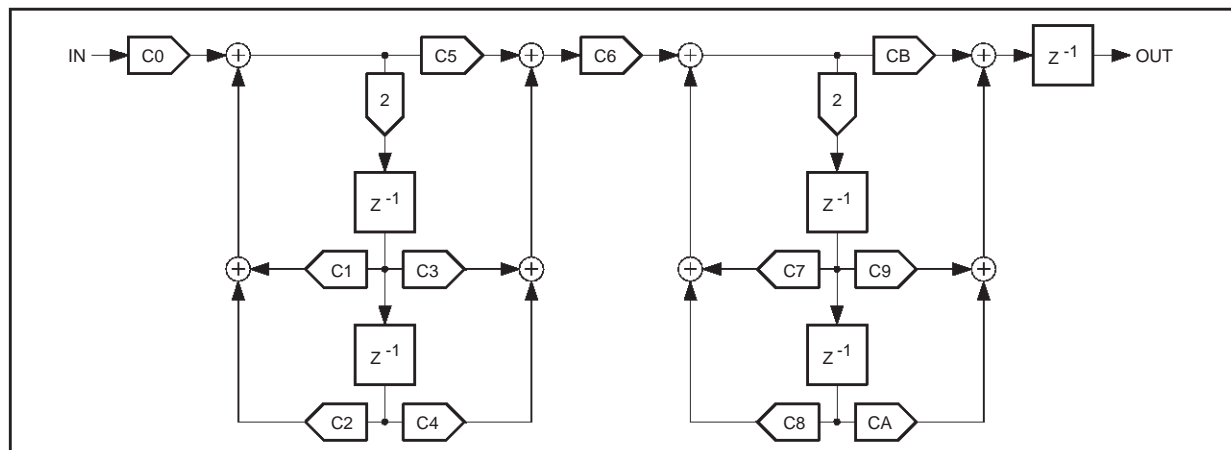 IN C0 C5 C6 CB Z⁻¹ OUT
2 2
Z⁻¹ Z⁻¹
C1 C3 C7 C9
Z⁻¹ Z⁻¹
C2 C4 C8 CA